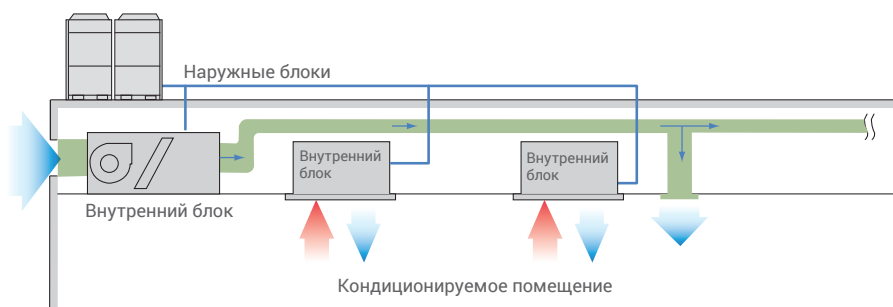 Наружные блоки
Внутренний
блок
Внутренний
блок
Внутренний блок
Кондиционируемое помещение